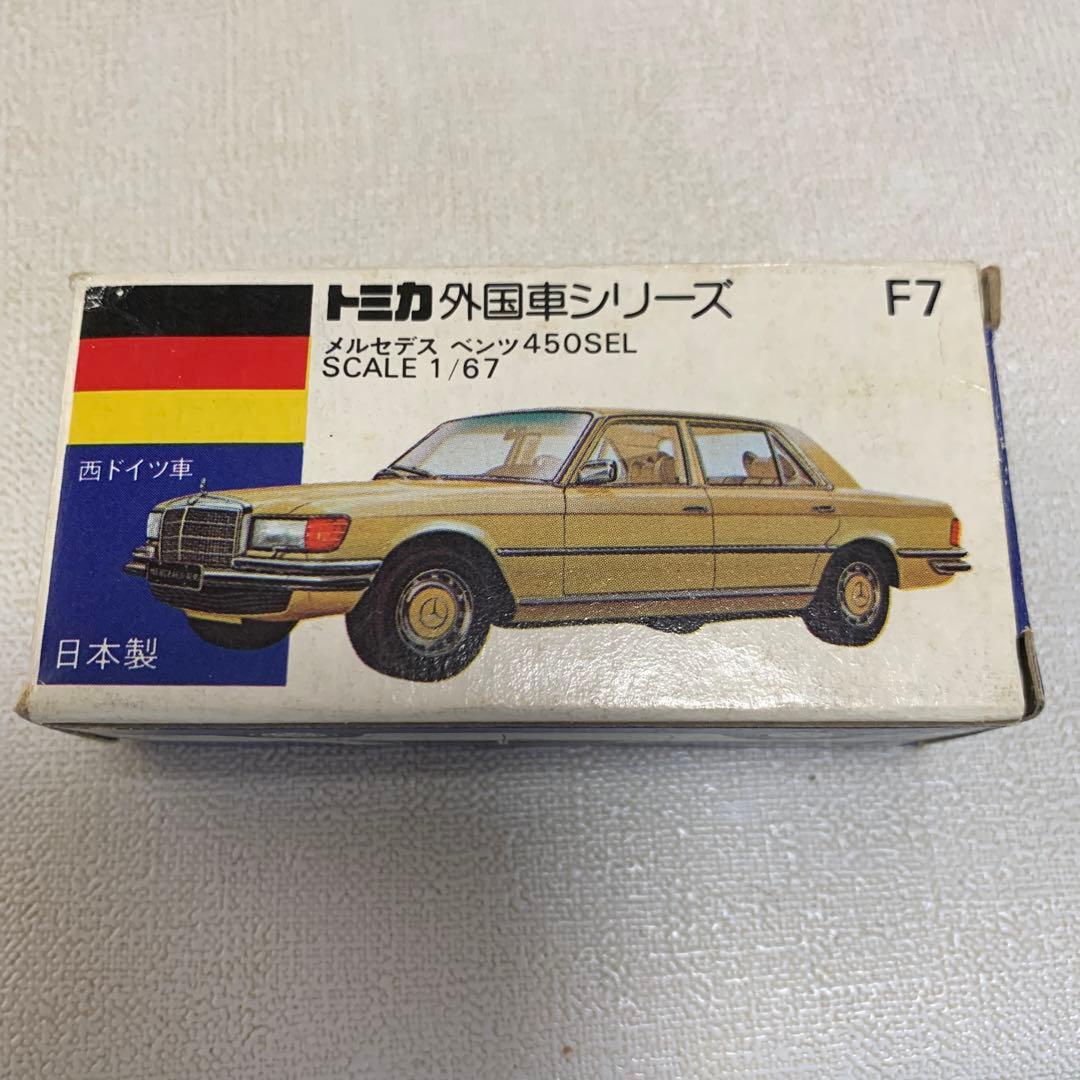 トミカ 外国車シリーズ F7
メルセデス ベンツ450SEL
SCALE 1/67
西ドイツ車
日本製